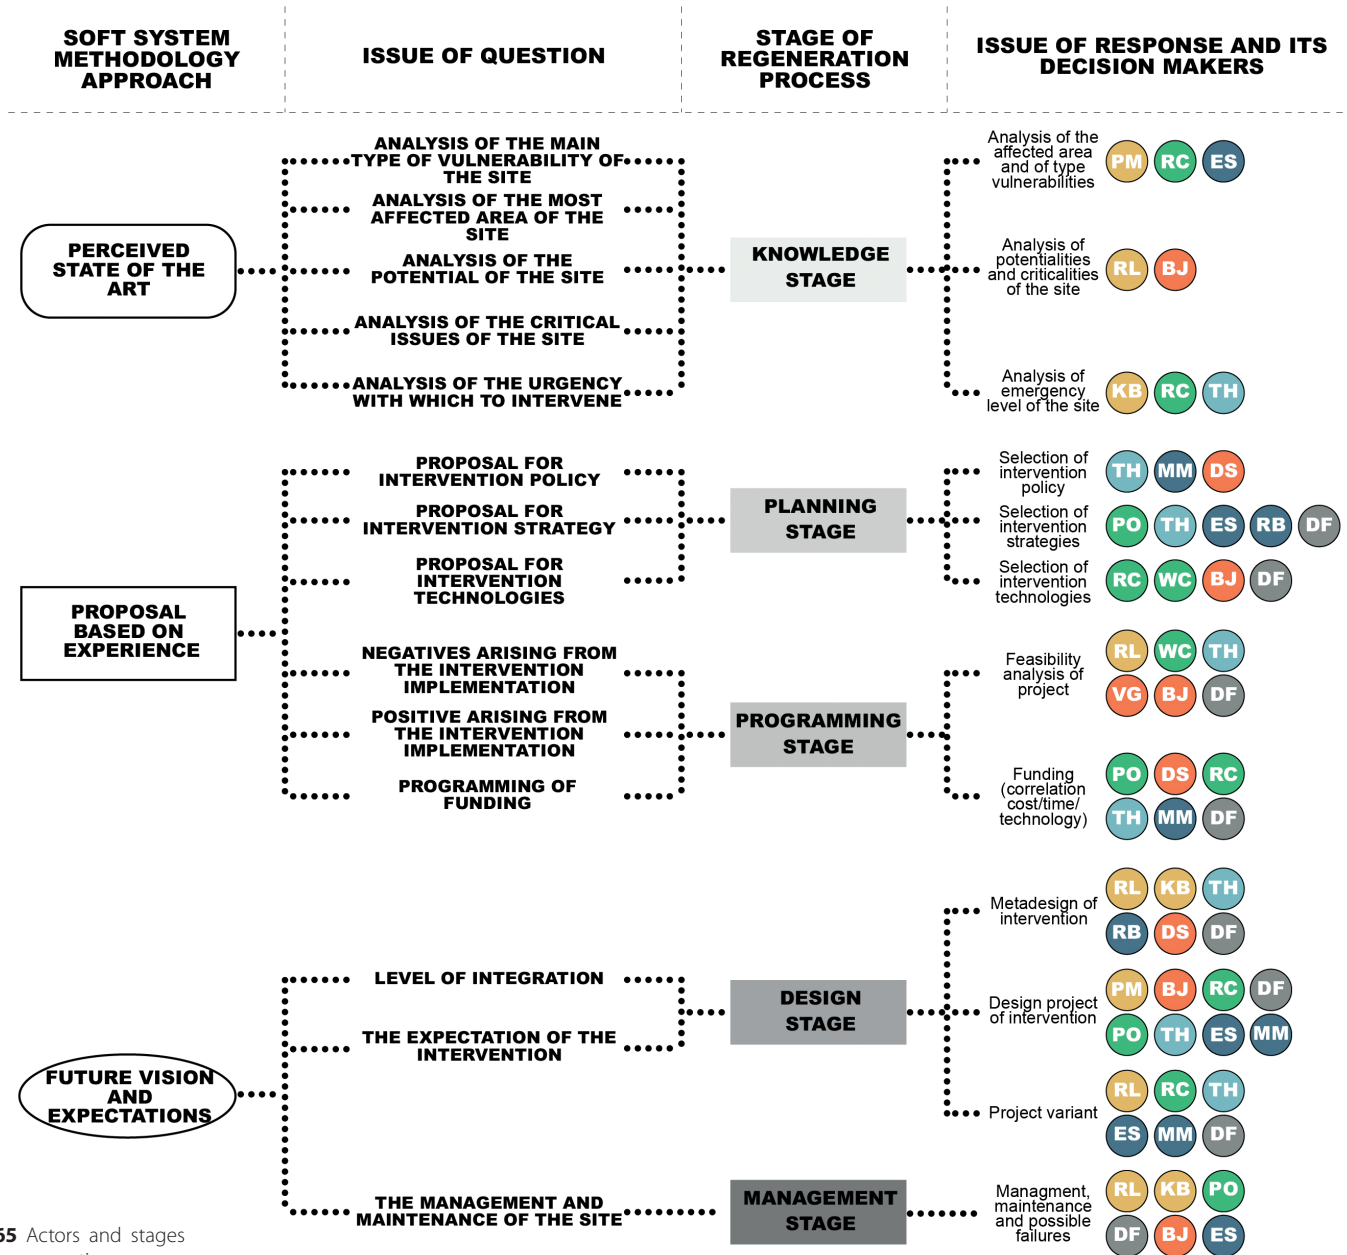 SOFT SYSTEM
METHODOLOGY
APPROACH
ISSUE OF QUESTION
STAGE OF
REGENERATION
PROCESS
ISSUE OF RESPONSE AND ITS
DECISION MAKERS
PERCEIVED
STATE OF THE
ART
ANALYSIS OF THE MAIN
TYPE OF VULNERABILITY OF
THE SITE
ANALYSIS OF THE MOST
AFFECTED AREA OF THE
SITE
ANALYSIS OF THE
POTENTIAL OF THE SITE
ANALYSIS OF THE CRITICAL
ISSUES OF THE SITE
ANALYSIS OF THE URGENCY
WITH WHICH TO INTERVENE
KNOWLEDGE
STAGE
Analysis of the
affected area
and of type
vulnerabilities
PM RC ES
Analysis of
potentialities
and criticalities
of the site
RL BJ
Analysis of
emergency
level of the site
KB RC TH
PROPOSAL
BASED ON
EXPERIENCE
PROPOSAL FOR
INTERVENTION POLICY
PROPOSAL FOR
INTERVENTION STRATEGY
PROPOSAL FOR
INTERVENTION
TECHNOLOGIES
PLANNING
STAGE
Selection of
intervention
policy
TH MM DS
Selection of
intervention
strategies
PO TH ES RB DF
Selection of
intervention
technologies
RC WC BJ DF
NEGATIVES ARISING FROM
THE INTERVENTION
IMPLEMENTATION
POSITIVE ARISING FROM
THE INTERVENTION
IMPLEMENTATION
PROGRAMMING OF
FUNDING
PROGRAMMING
STAGE
Feasibility
analysis of
project
RL WC TH
VG BJ DF
Funding
(correlation
cost/time/
technology)
PO DS RC
TH MM DF
FUTURE VISION
AND
EXPECTATIONS
LEVEL OF INTEGRATION
THE EXPECTATION OF THE
INTERVENTION
DESIGN
STAGE
Metadesign of
intervention
RL KB TH
RB DS DF
Design project
of intervention
PM BJ RC DF
PO TH ES MM
Project variant
RL RC TH
ES MM DF
THE MANAGEMENT AND
MAINTENANCE OF THE SITE
MANAGEMENT
STAGE
Managment,
maintenance
and possible
failures
RL KB PO
DF BJ ES
65 Actors and stages